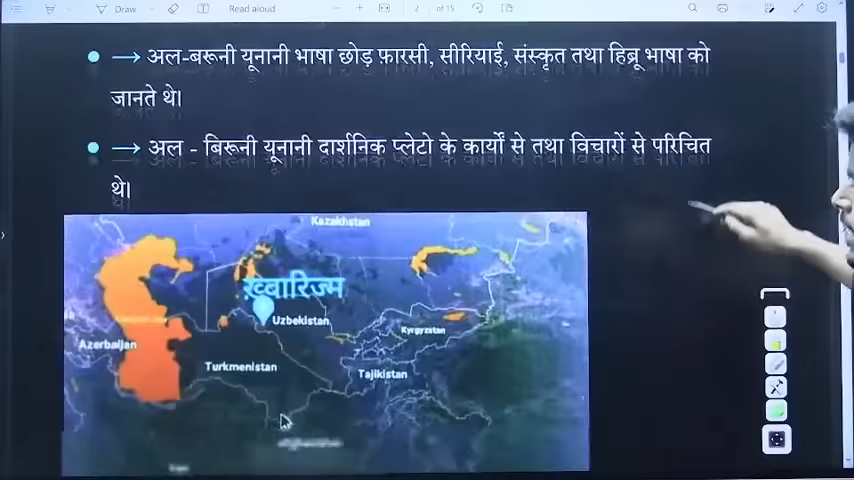 Draw
Read aloud
2 of 15
→ अल-बरूनी यूनानी भाषा छोड़ फ़ारसी, सीरियाई, संस्कृत तथा हिब्रू भाषा को
जानते थे।
→ अल - बिरूनी यूनानी दार्शनिक प्लेटो के कार्यों से तथा विचारों से परिचित
थे।
Kazakhstan
ख़्वारिज्म
Uzbekistan
Kyrgyzstan
Azerbaijan
Turkmenistan
Tajikistan
Iran